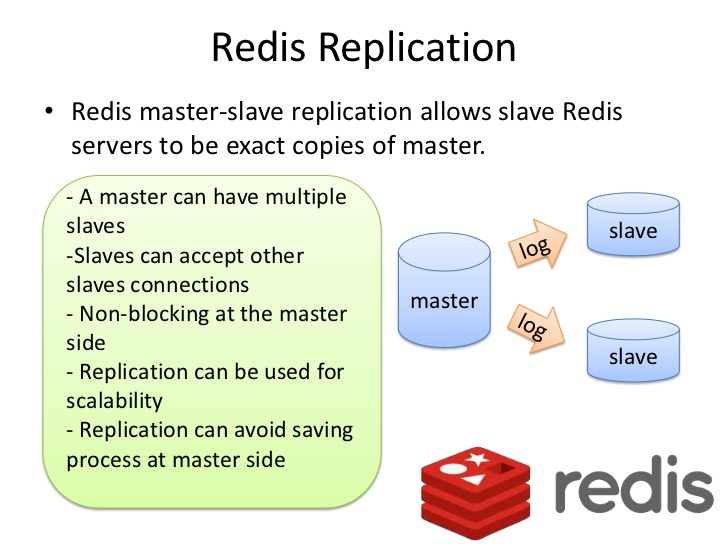 Redis Replication
• Redis master-slave replication allows slave Redis
servers to be exact copies of master.
- A master can have multiple
slaves
-Slaves can accept other
slaves connections
- Non-blocking at the master
side
- Replication can be used for
scalability
- Replication can avoid saving
process at master side
master
log
log
slave
slave
redis